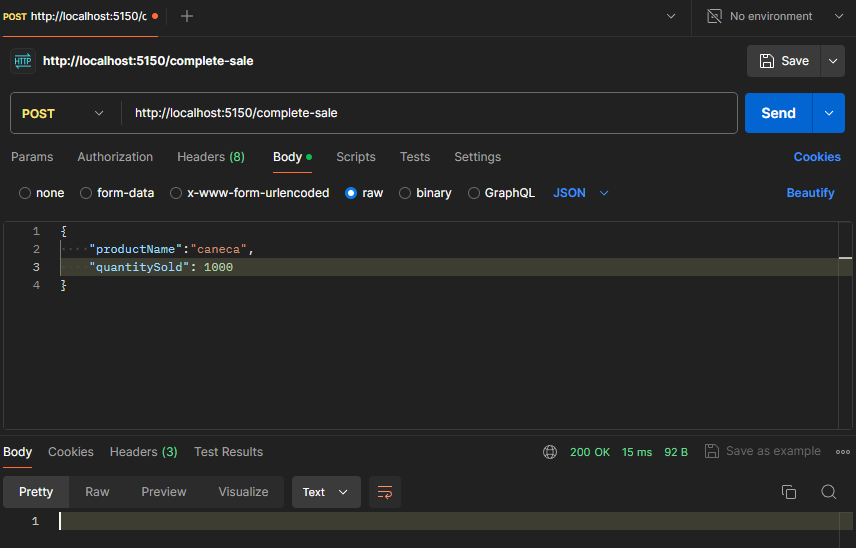 POST http://localhost:5150/c
No environment
HTTP http://localhost:5150/complete-sale
Save
POST http://localhost:5150/complete-sale
Send
Params Authorization Headers (8) Body Scripts Tests Settings Cookies
none form-data x-www-form-urlencoded raw binary GraphQL JSON Beautify
1 {
2 "productName":"caneca",
3 "quantitySold": 1000
4 }
Body Cookies Headers (3) Test Results 200 OK 15 ms 92 B Save as example
Pretty Raw Preview Visualize Text
1